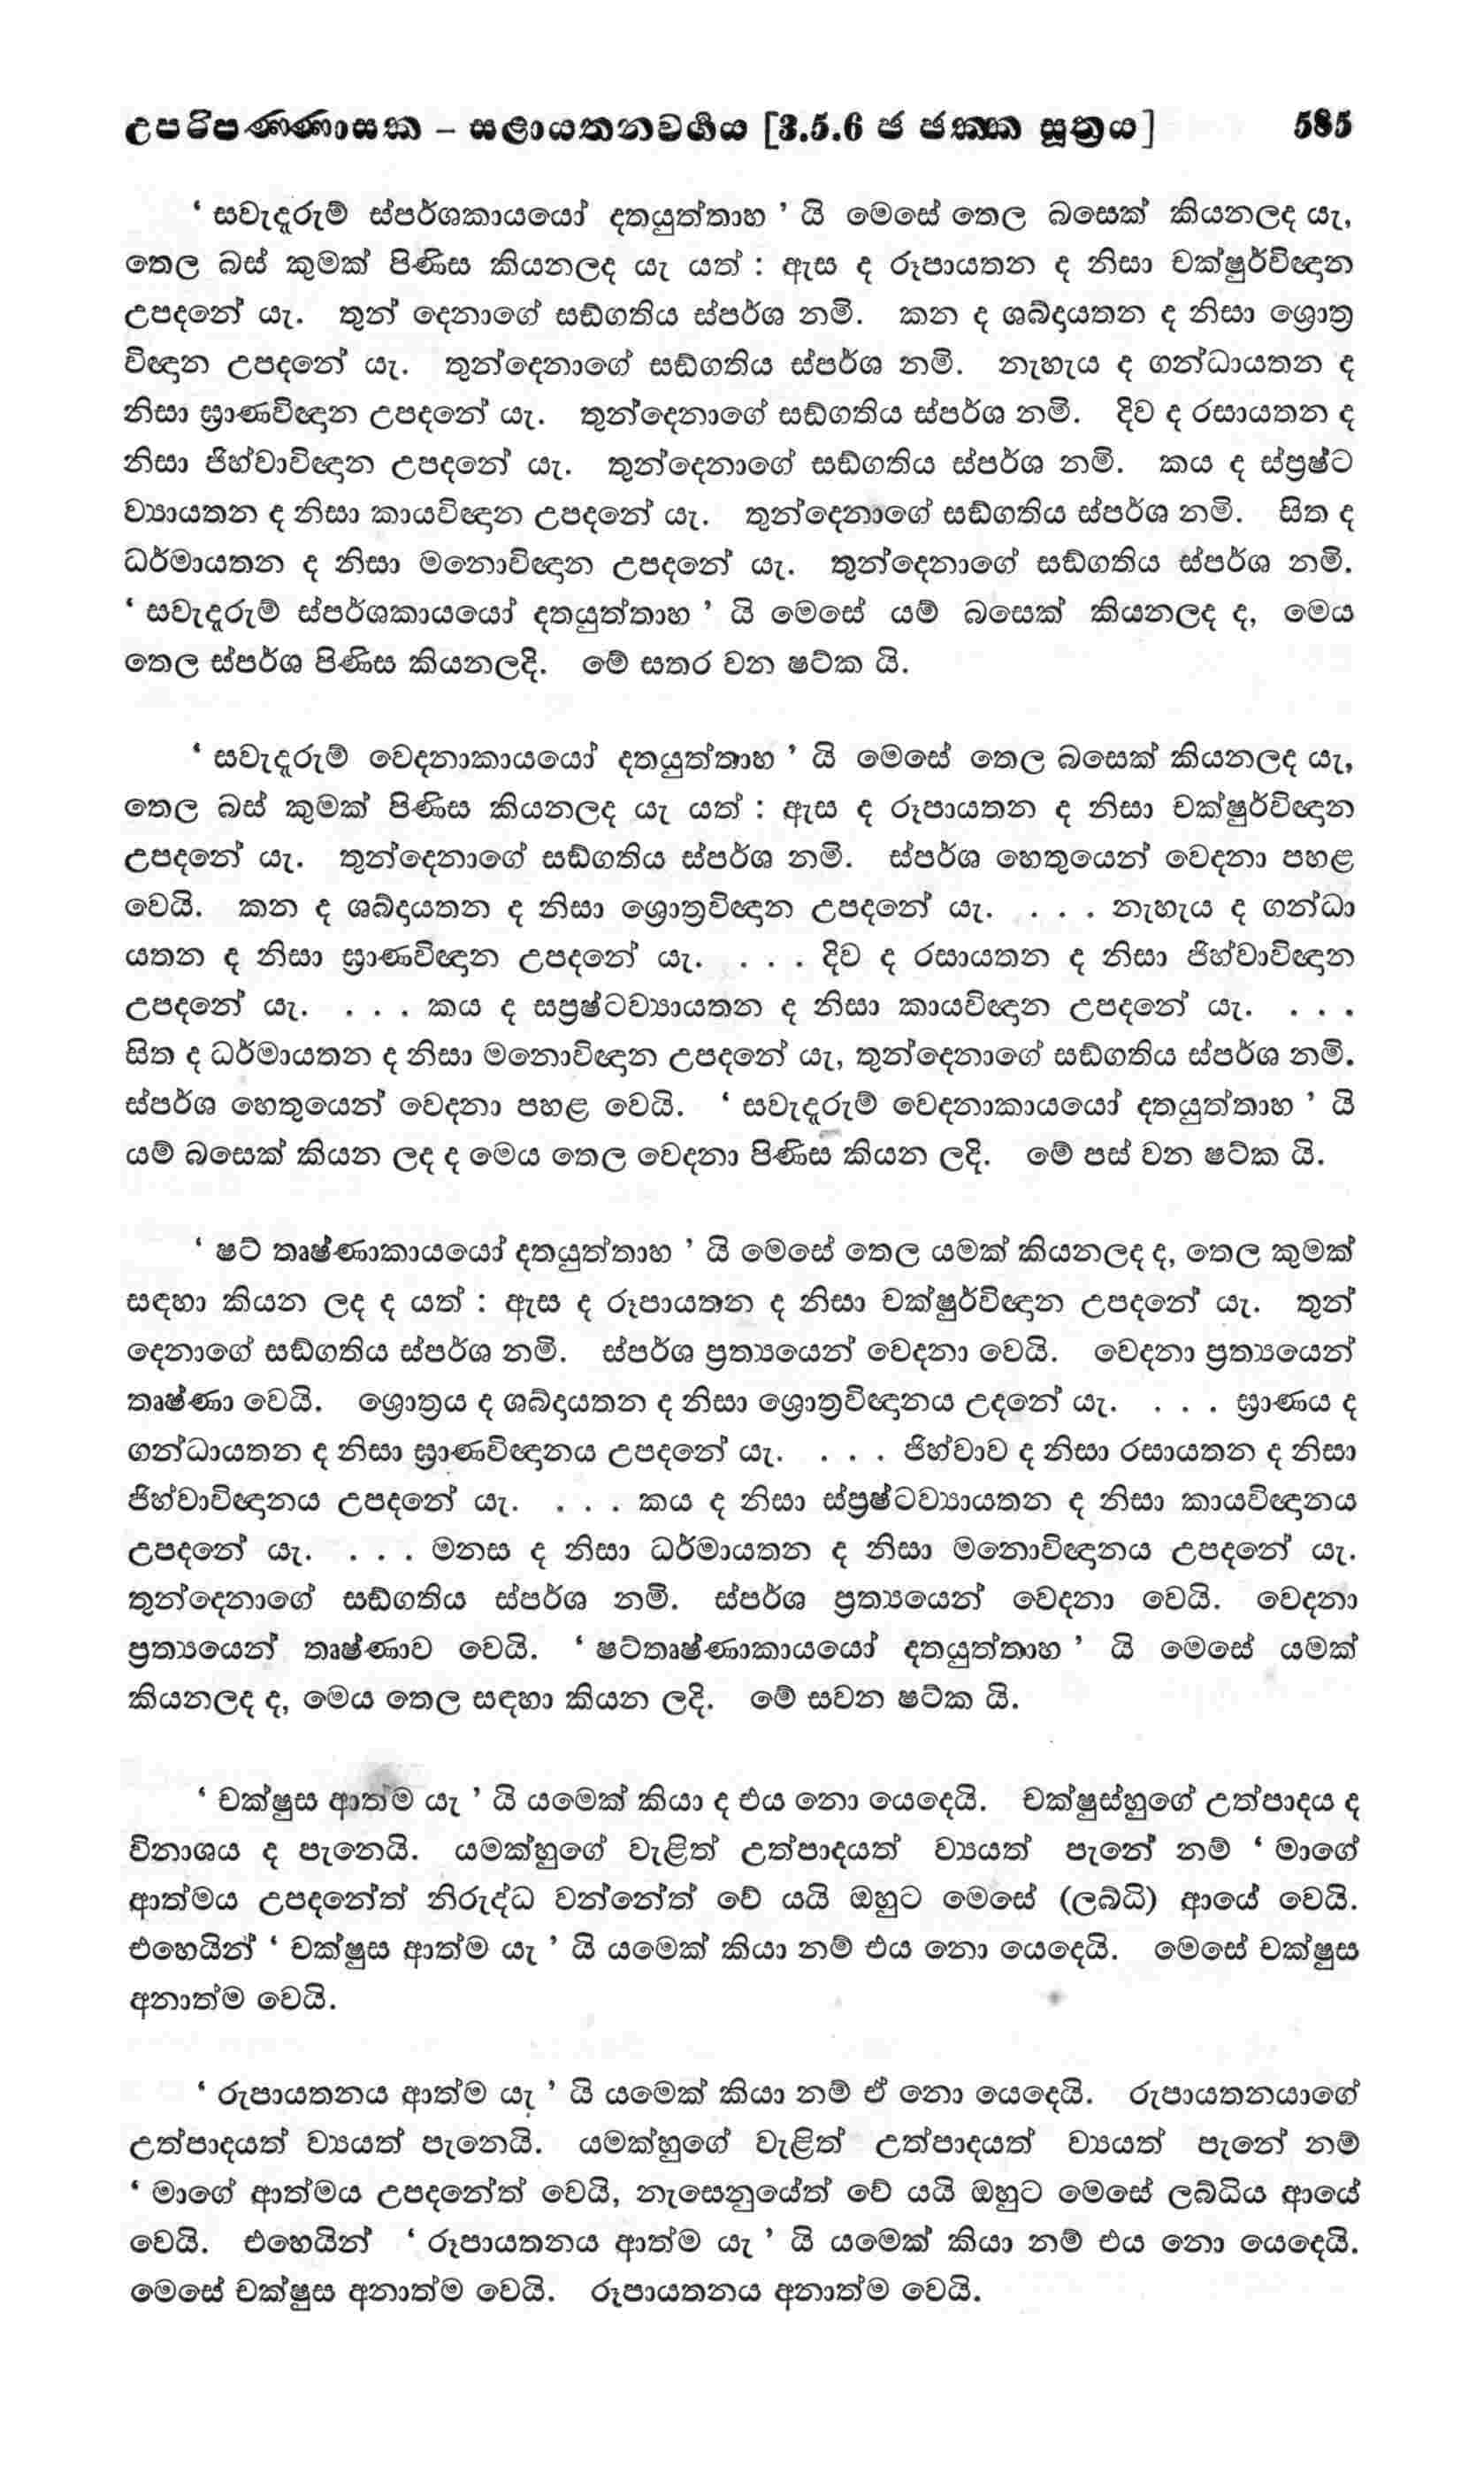 උපරිපණ්ණාසක – සළායතනවර්ගය [3.5.6 ඡ ඡක්ක සූත්‍රය] 585
‘ සවැදෑරුම් ස්පර්ශකායයෝ දතයුත්තාහ ’ යි මෙසේ තෙල බසෙක් කියනලද යැ,
තෙල බස් කුමක් පිණිස කියනලද යැ යත් : ඇස ද රූපායතන ද නිසා චක්ෂුර්විඥාන
උපදනේ යැ. තුන් දෙනාගේ සඞ්ගතිය ස්පර්ශ නමි. කන ද ශබ්දායතන ද නිසා ශ්‍රොත්‍ර
විඥාන උපදනේ යැ. තුන්දෙනාගේ සඞ්ගතිය ස්පර්ශ නමි. නැහැය ද ගන්ධායතන ද
නිසා ඝ්‍රාණවිඥාන උපදනේ යැ. තුන්දෙනාගේ සඞ්ගතිය ස්පර්ශ නමි. දිව ද රසායතන ද
නිසා ජිහ්වාවිඥාන උපදනේ යැ. තුන්දෙනාගේ සඞ්ගතිය ස්පර්ශ නමි. කය ද ස්ප්‍රෂ්ට
ව්‍යායතන ද නිසා කායවිඥාන උපදනේ යැ. තුන්දෙනාගේ සඞ්ගතිය ස්පර්ශ නමි. සිත ද
ධර්මායතන ද නිසා මනොවිඥාන උපදනේ යැ. තුන්දෙනාගේ සඞ්ගතිය ස්පර්ශ නමි.
‘ සවැදෑරුම් ස්පර්ශකායයෝ දතයුත්තාහ ’ යි මෙසේ යම් බසෙක් කියනලද ද, මෙය
තෙල ස්පර්ශ පිණිස කියනලදි. මේ සතර වන ෂට්ක යි.
‘ සවැදෑරුම් වෙදනාකායයෝ දතයුත්තාහ ’ යි මෙසේ තෙල බසෙක් කියනලද යැ,
තෙල බස් කුමක් පිණිස කියනලද යැ යත් : ඇස ද රූපායතන ද නිසා චක්ෂුර්විඥාන
උපදනේ යැ. තුන්දෙනාගේ සඞ්ගතිය ස්පර්ශ නමි. ස්පර්ශ හෙතුයෙන් වෙදනා පහළ
වෙයි. කන ද ශබ්දායතන ද නිසා ශ්‍රොත්‍රවිඥාන උපදනේ යැ. . . . නැහැය ද ගන්ධා
යතන ද නිසා ඝ්‍රාණවිඥාන උපදනේ යැ. . . . දිව ද රසායතන ද නිසා ජිහ්වාවිඥාන
උපදනේ යැ. . . . කය ද සප්‍රෂ්ටව්‍යායතන ද නිසා කායවිඥාන උපදනේ යැ. . . .
සිත ද ධර්මායතන ද නිසා මනොවිඥාන උපදනේ යැ, තුන්දෙනාගේ සඞ්ගතිය ස්පර්ශ නමි.
ස්පර්ශ හෙතුයෙන් වෙදනා පහළ වෙයි. ‘ සවැදෑරුම් වෙදනාකායයෝ දතයුත්තාහ ’ යි
යම් බසෙක් කියන ලද ද මෙය තෙල වෙදනා පිණිස කියන ලදි. මේ පස් වන ෂට්ක යි.
‘ ෂට් තෘෂ්ණාකායයෝ දතයුත්තාහ ’ යි මෙසේ තෙල යමක් කියනලද ද, තෙල කුමක්
සඳහා කියන ලද ද යත් : ඇස ද රූපායතන ද නිසා චක්ෂුර්විඥාන උපදනේ යැ. තුන්
දෙනාගේ සඞ්ගතිය ස්පර්ශ නමි. ස්පර්ශ ප්‍රත්‍යයෙන් වෙදනා වෙයි. වෙදනා ප්‍රත්‍යයෙන්
තෘෂ්ණා වෙයි. ශ්‍රොත්‍රය ද ශබ්දායතන ද නිසා ශ්‍රොත්‍රවිඥානය උදනේ යැ. . . . ඝ්‍රාණය ද
ගන්ධායතන ද නිසා ඝ්‍රාණවිඥානය උපදනේ යැ. . . . ජිහ්වාව ද නිසා රසායතන ද නිසා
ජිහ්වාවිඥානය උපදනේ යැ. . . . කය ද නිසා ස්ප්‍රෂ්ටව්‍යායතන ද නිසා කායවිඥානය
උපදනේ යැ. . . . මනස ද නිසා ධර්මායතන ද නිසා මනොවිඥානය උපදනේ යැ.
තුන්දෙනාගේ සඞ්ගතිය ස්පර්ශ නමි. ස්පර්ශ ප්‍රත්‍යයෙන් වෙදනා වෙයි. වෙදනා
ප්‍රත්‍යයෙන් තෘෂ්ණාව වෙයි. ‘ ෂට්තෘෂ්ණාකායයෝ දතයුත්තාහ ’ යි මෙසේ යමක්
කියනලද ද, මෙය තෙල සඳහා කියන ලදි. මේ සවන ෂට්ක යි.
‘ චක්ෂුස ආත්ම යැ ’ යි යමෙක් කියා ද එය නො යෙදෙයි. චක්ෂුස්හුගේ උත්පාදය ද
විනාශය ද පැනෙයි. යමක්හුගේ වැළිත් උත්පාදයත් ව්‍යයත් පැනේ නම් ‘ මාගේ
ආත්මය උපදනේත් නිරුද්ධ වන්නේත් වේ යයි ඔහුට මෙසේ (ලබ්ධි) ආයේ වෙයි.
එහෙයින් ‘ චක්ෂුස ආත්ම යැ ’ යි යමෙක් කියා නම් එය නො යෙදෙයි. මෙසේ චක්ෂුස
අනාත්ම වෙයි.
‘ රුපායතනය ආත්ම යැ ’ යි යමෙක් කියා නම් ඒ නො යෙදෙයි. රුපායතනයාගේ
උත්පාදයත් ව්‍යයත් පැනෙයි. යමක්හුගේ වැළිත් උත්පාදයත් ව්‍යයත් පැනේ නම්
‘ මාගේ ආත්මය උපදනේත් වෙයි, නැසෙනුයේත් වේ යයි ඔහුට මෙසේ ලබ්ධිය ආයේ
වෙයි. එහෙයින් ‘ රූපායතනය ආත්ම යැ ’ යි යමෙක් කියා නම් එය නො යෙදෙයි.
මෙසේ චක්ෂුස අනාත්ම වෙයි. රූපායතනය අනාත්ම වෙයි.